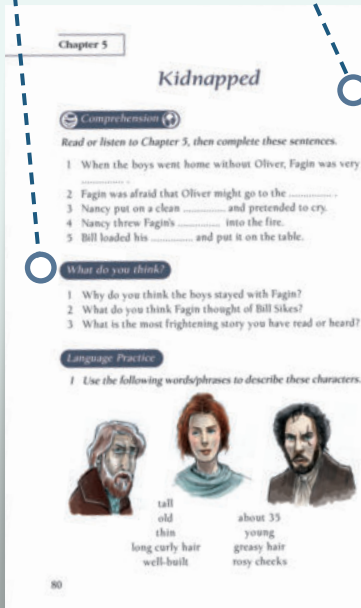 Chapter 5
Kidnapped
Comprehension
Read or listen to Chapter 5, then complete these sentences.
1 When the boys went home without Oliver, Fagin was very
.............. .
2 Fagin was afraid that Oliver might go to the .............. .
3 Nancy put on a clean .............. and pretended to cry.
4 Nancy threw Fagin's .............. into the fire.
5 Bill loaded his .............. and put it on the table.
What do you think?
1 Why do you think the boys stayed with Fagin?
2 What do you think Fagin thought of Bill Sikes?
3 What is the most frightening story you have read or heard?
Language Practice
1 Use the following words/phrases to describe these characters.
tall
old about 35
thin young
long curly hair greasy hair
well-built rosy cheeks
80